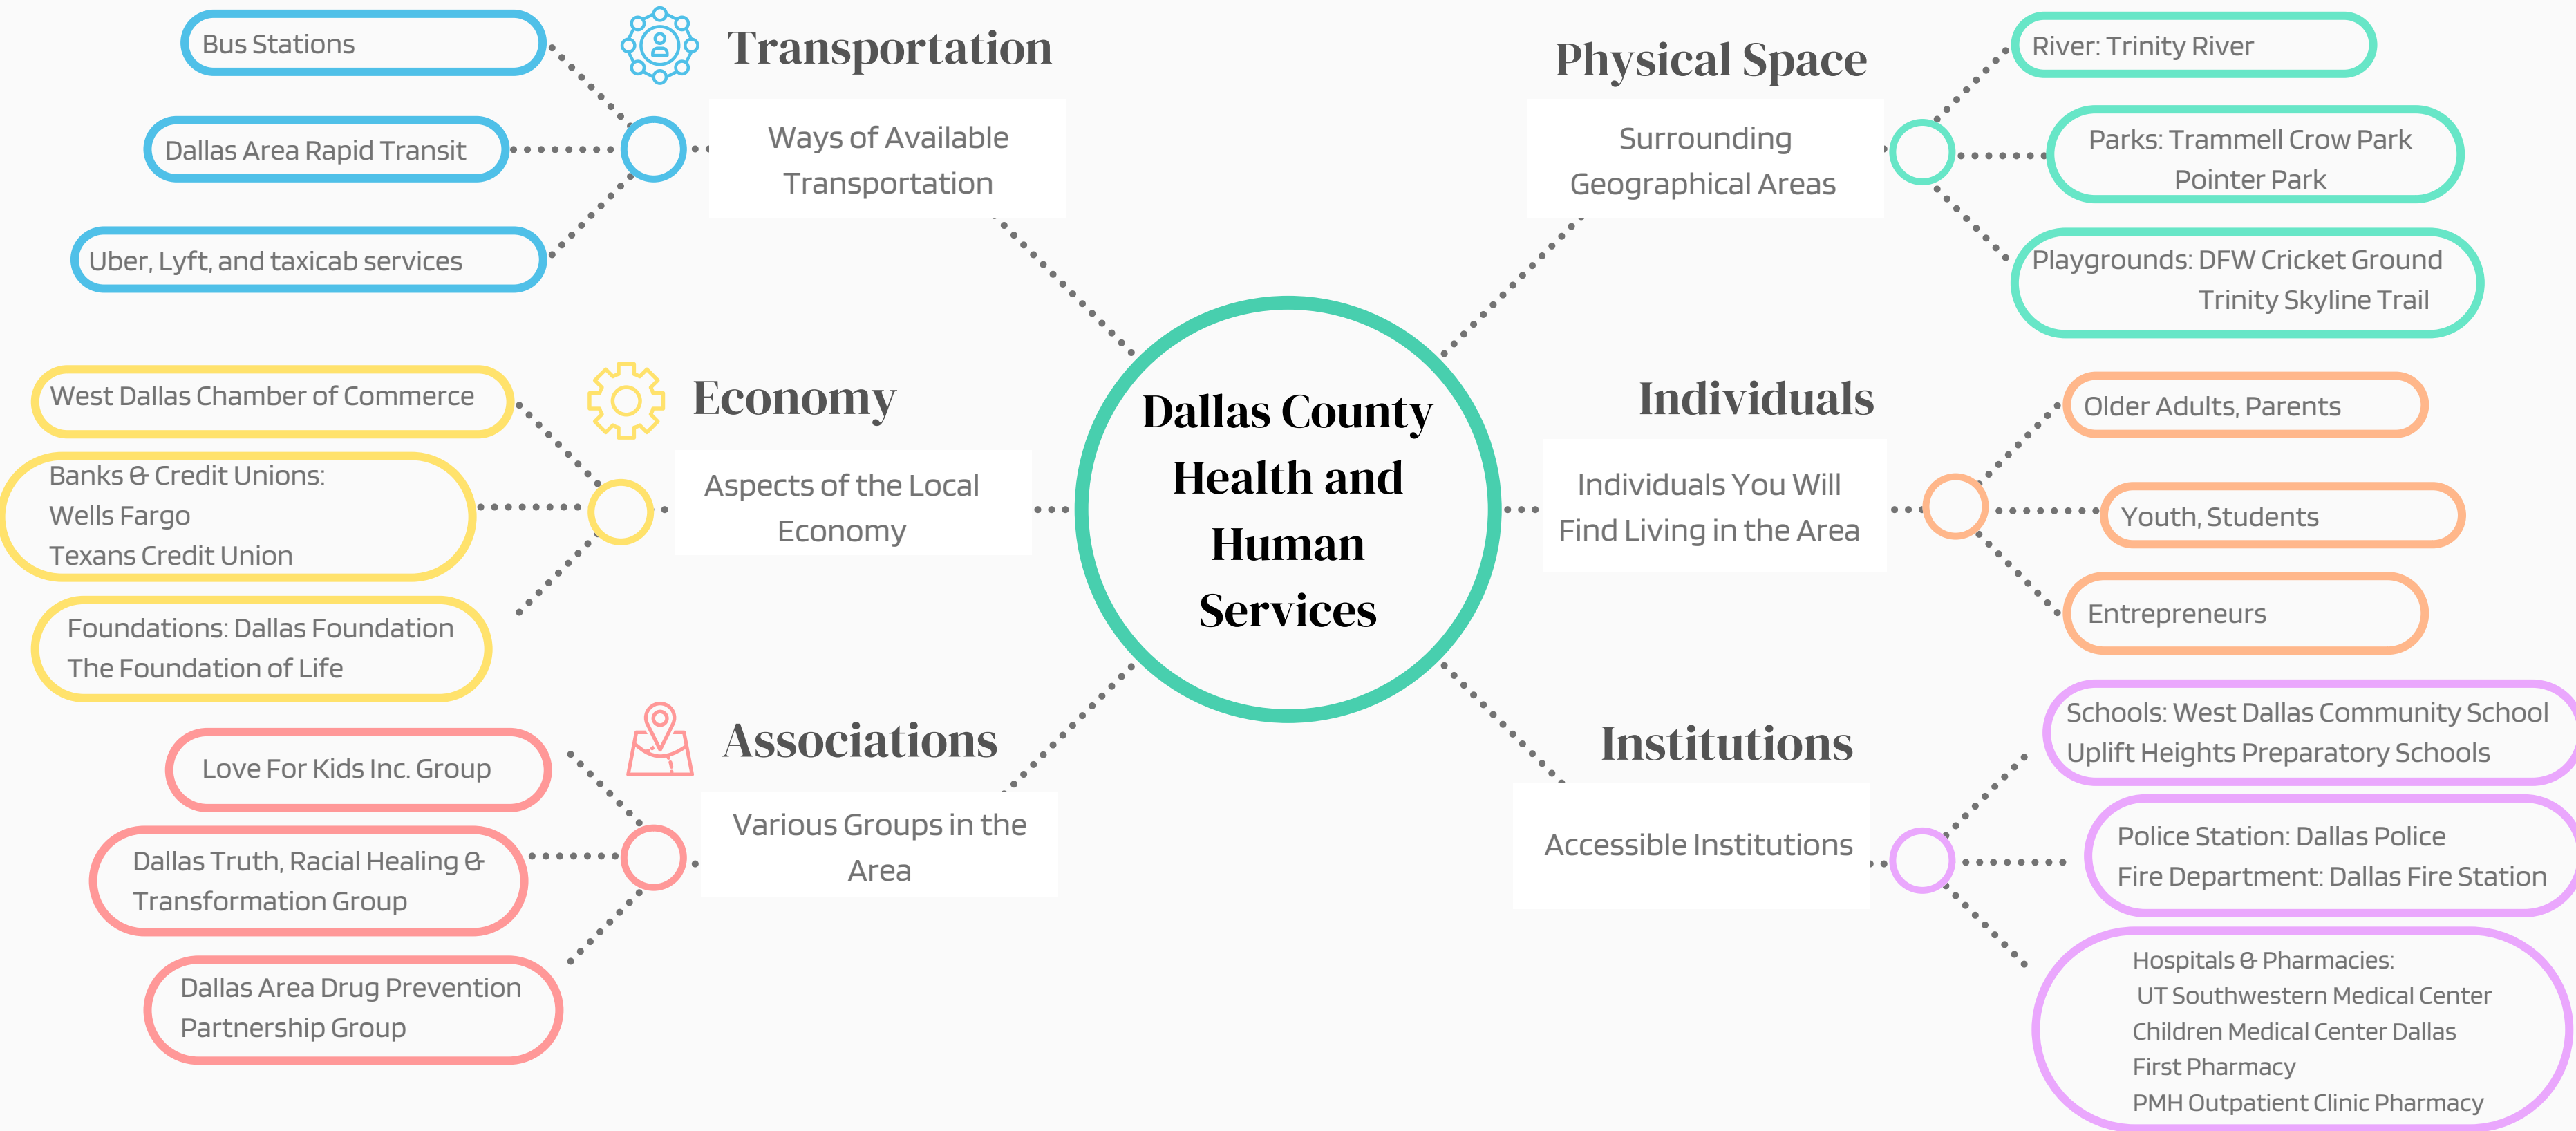 Transportation
Ways of Available
Transportation
Bus Stations
Dallas Area Rapid Transit
Uber, Lyft, and taxicab services
Economy
Aspects of the Local
Economy
West Dallas Chamber of Commerce
Banks & Credit Unions:
Wells Fargo
Texans Credit Union
Foundations: Dallas Foundation
The Foundation of Life
Associations
Various Groups in the
Area
Love For Kids Inc. Group
Dallas Truth, Racial Healing &
Transformation Group
Dallas Area Drug Prevention
Partnership Group
Dallas County
Health and
Human
Services
Physical Space
Surrounding
Geographical Areas
River: Trinity River
Parks: Trammell Crow Park
Pointer Park
Playgrounds: DFW Cricket Ground
Trinity Skyline Trail
Individuals
Individuals You Will
Find Living in the Area
Older Adults, Parents
Youth, Students
Entrepreneurs
Institutions
Accessible Institutions
Schools: West Dallas Community School
Uplift Heights Preparatory Schools
Police Station: Dallas Police
Fire Department: Dallas Fire Station
Hospitals & Pharmacies:
UT Southwestern Medical Center
Children Medical Center Dallas
First Pharmacy
PMH Outpatient Clinic Pharmacy